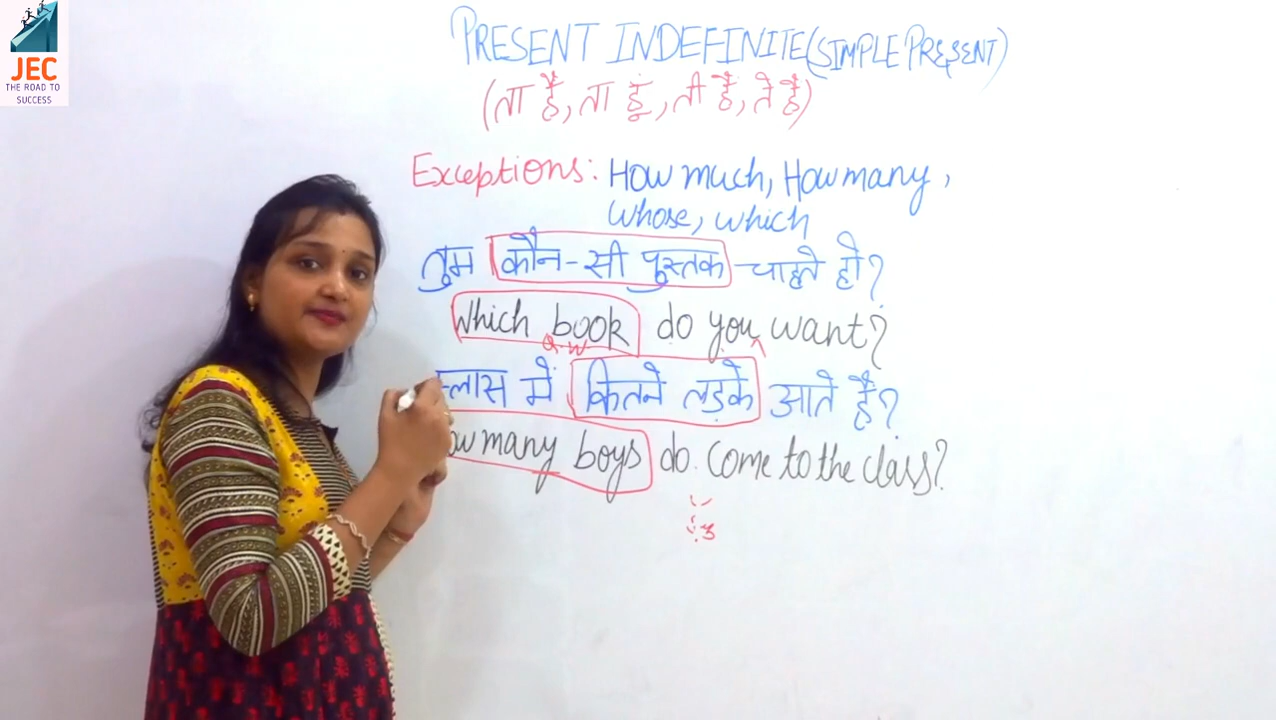 JEC
THE ROAD TO
SUCCESS
PRESENT INDEFINITE (SIMPLE PRESENT)
(ता है, ता हूं, ती है, ते हैं)
Exceptions: How much, How many,
whose, which
तुम कौन-सी पुस्तक चाहते हो?
Which book do you want?
Q.W
में कितने लड़के आते हैं?
many boys do come to the class?